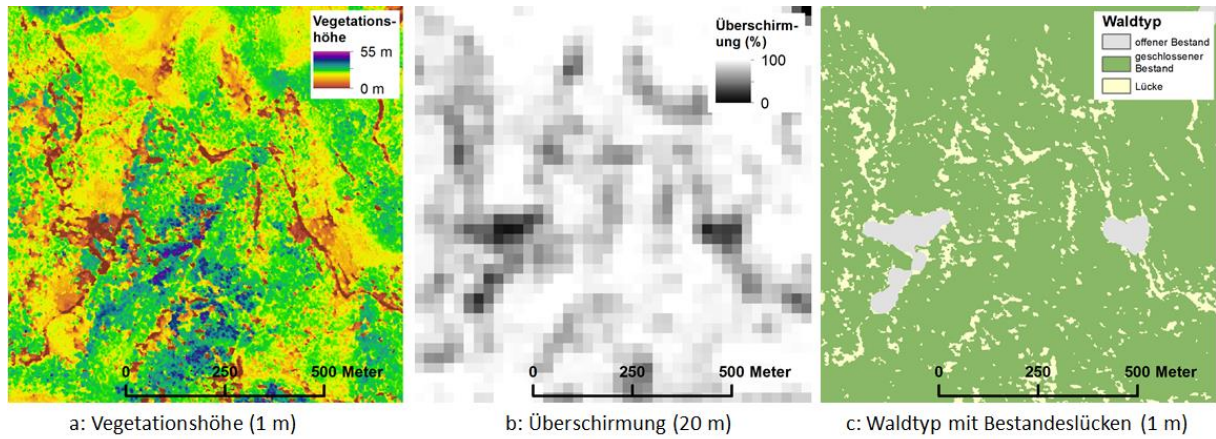 Vegetations-
höhe
55 m
0 m
0 250 500 Meter
a: Vegetationshöhe (1 m)
Überschirm-
ung (%)
100
0
0 250 500 Meter
b: Überschirmung (20 m)
Waldtyp
offener Bestand
geschlossener
Bestand
Lücke
0 250 500 Meter
c: Waldtyp mit Bestandeslücken (1 m)